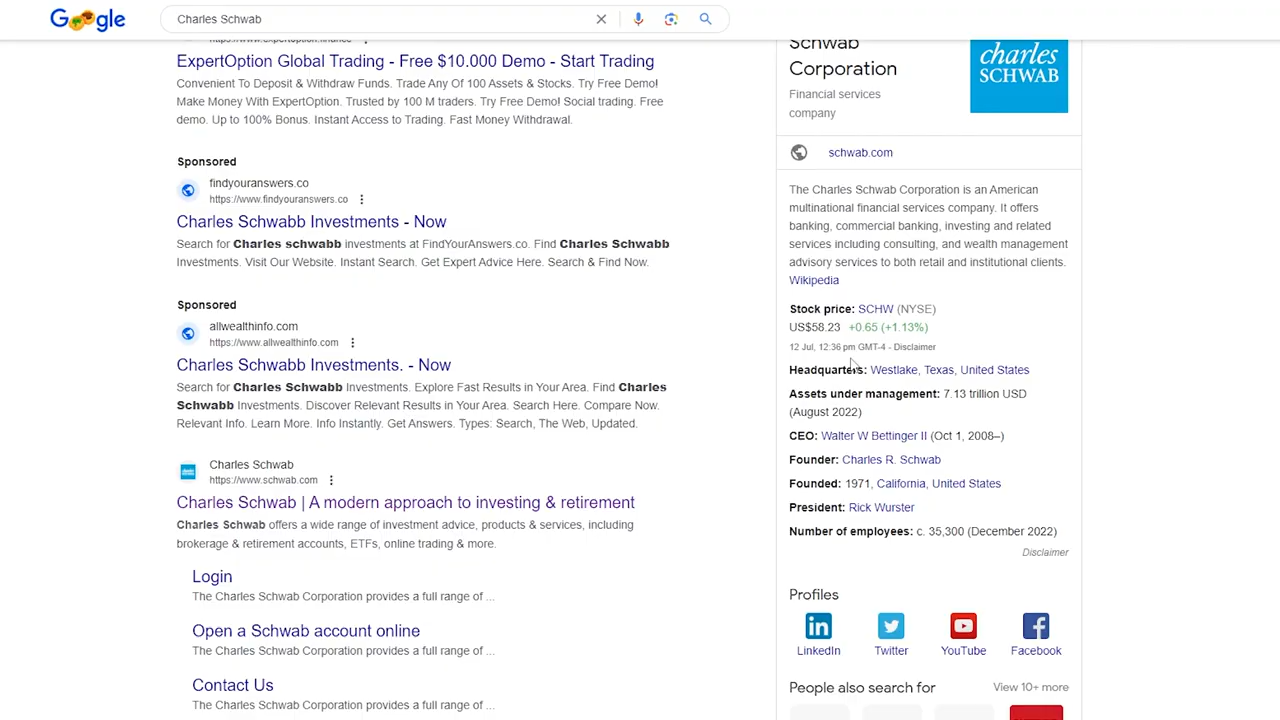 Google
Charles Schwab
ExpertOption Global Trading - Free $10.000 Demo - Start Trading
Convenient To Deposit & Withdraw Funds. Trade Any Of 100 Assets & Stocks. Try Free Demo!
Make Money With ExpertOption. Trusted by 100 M traders. Try Free Demo! Social trading. Free
demo. Up to 100% Bonus. Instant Access to Trading. Fast Money Withdrawal.
Sponsored
findyouranswers.co
https://www.findyouranswers.co
Charles Schwabb Investments - Now
Search for Charles schwabb investments at FindYourAnswers.co. Find Charles Schwabb
Investments. Visit Our Website. Instant Search. Get Expert Advice Here. Search & Find Now.
Sponsored
allwealthinfo.com
https://www.allwealthinfo.com
Charles Schwabb Investments. - Now
Search for Charles Schwabb Investments. Explore Fast Results in Your Area. Find Charles
Schwabb Investments. Discover Relevant Results in Your Area. Search Here. Compare Now.
Relevant Info. Learn More. Info Instantly. Get Answers. Types: Search, The Web, Updated.
Charles Schwab
https://www.schwab.com
Charles Schwab | A modern approach to investing & retirement
Charles Schwab offers a wide range of investment advice, products & services, including
brokerage & retirement accounts, ETFs, online trading & more.
Login
The Charles Schwab Corporation provides a full range of ...
Open a Schwab account online
The Charles Schwab Corporation provides a full range of ...
Contact Us
The Charles Schwab Corporation provides a full range of ...
Schwab
Corporation
Financial services
company
charles
SCHWAB
schwab.com
The Charles Schwab Corporation is an American
multinational financial services company. It offers
banking, commercial banking, investing and related
services including consulting, and wealth management
advisory services to both retail and institutional clients.
Wikipedia
Stock price: SCHW (NYSE)
US$58.23 +0.65 (+1.13%)
12 Jul, 12:36 pm GMT-4 - Disclaimer
Headquarters: Westlake, Texas, United States
Assets under management: 7.13 trillion USD
(August 2022)
CEO: Walter W Bettinger II (Oct 1, 2008–)
Founder: Charles R. Schwab
Founded: 1971, California, United States
President: Rick Wurster
Number of employees: c. 35,300 (December 2022)
Disclaimer
Profiles
LinkedIn Twitter YouTube Facebook
People also search for View 10+ more